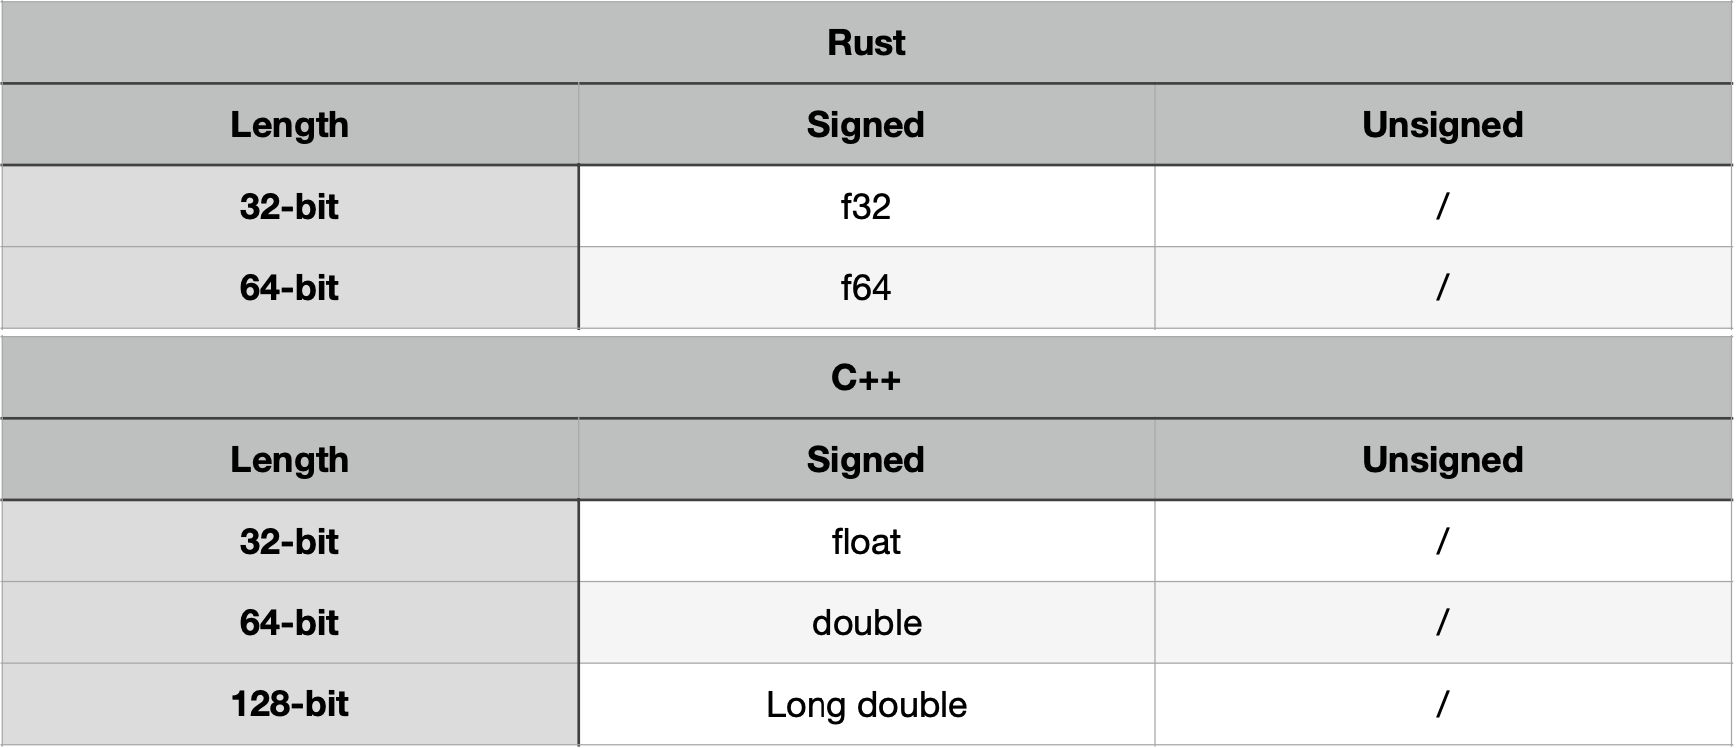 Rust
Length Signed Unsigned
32-bit f32 /
64-bit f64 /
C++
Length Signed Unsigned
32-bit float /
64-bit double /
128-bit Long double /